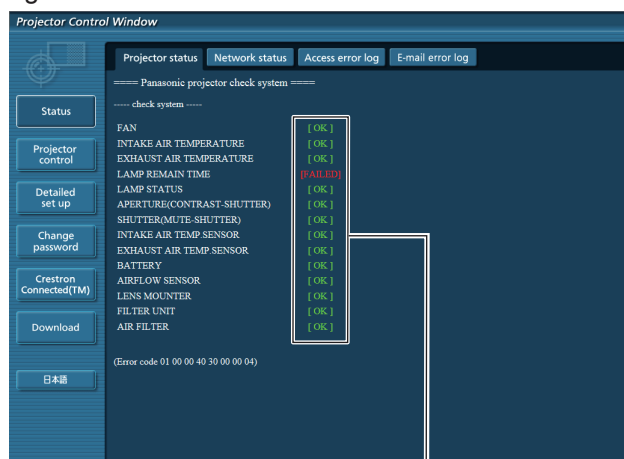 Projector Control Window
Projector status Network status Access error log E-mail error log
==== Panasonic projector check system ====
----- check system -----
Status
Projector control
Detailed set up
Change password
Crestron Connected(TM)
Download
日本語
FAN [ OK ]
INTAKE AIR TEMPERATURE [ OK ]
EXHAUST AIR TEMPERATURE [ OK ]
LAMP REMAIN TIME [FAILED]
LAMP STATUS [ OK ]
APERTURE(CONTRAST-SHUTTER) [ OK ]
SHUTTER(MUTE-SHUTTER) [ OK ]
INTAKE AIR TEMP.SENSOR [ OK ]
EXHAUST AIR TEMP.SENSOR [ OK ]
BATTERY [ OK ]
AIRFLOW SENSOR [ OK ]
LENS MOUNTER [ OK ]
FILTER UNIT [ OK ]
AIR FILTER [ OK ]
(Error code 01 00 00 40 30 00 00 04)